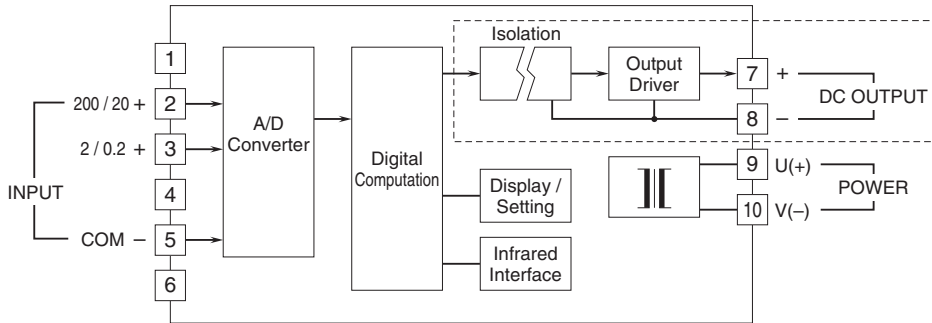 Isolation
1
2
3
4
5
6
200 / 20 +
2 / 0.2 +
INPUT
COM –
A/D
Converter
Digital
Computation
Output
Driver
Display /
Setting
Infrared
Interface
7
+
8
–
DC OUTPUT
9
U(+)
10
V(–)
POWER